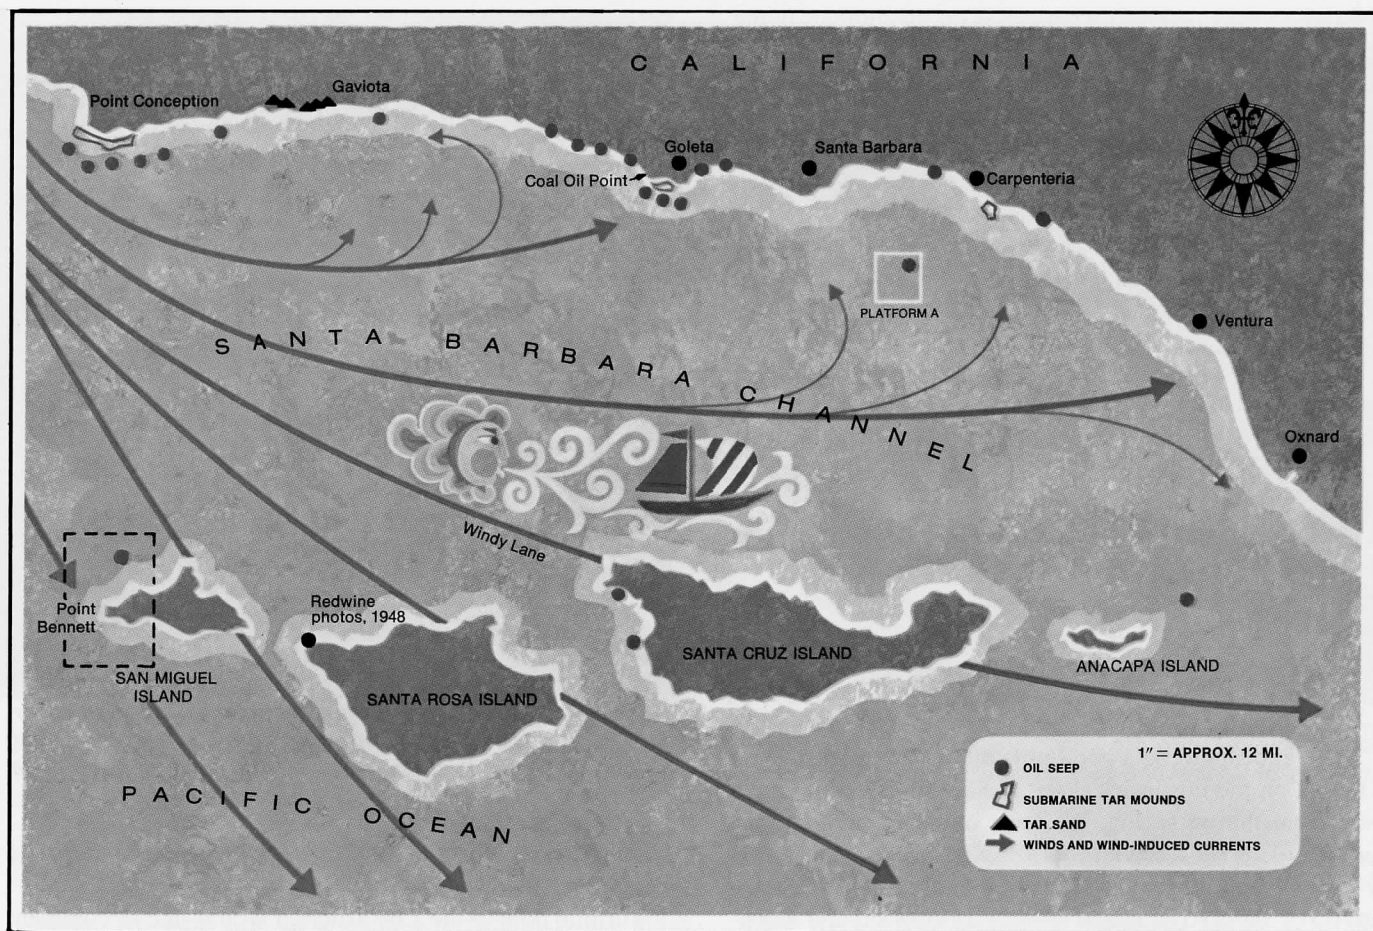 CALIFORNIA
Point Conception
Gaviota
Goleta
Santa Barbara
Coal Oil Point
Carpenteria
PLATFORM A
Ventura
SANTA BARBARA CHANNEL
Oxnard
Windy Lane
Point
Bennett
Redwine
photos, 1948
SAN MIGUEL
ISLAND
SANTA ROSA ISLAND
SANTA CRUZ ISLAND
ANACAPA ISLAND
PACIFIC OCEAN
1" = APPROX. 12 MI.
OIL SEEP
SUBMARINE TAR MOUNDS
TAR SAND
WINDS AND WIND-INDUCED CURRENTS